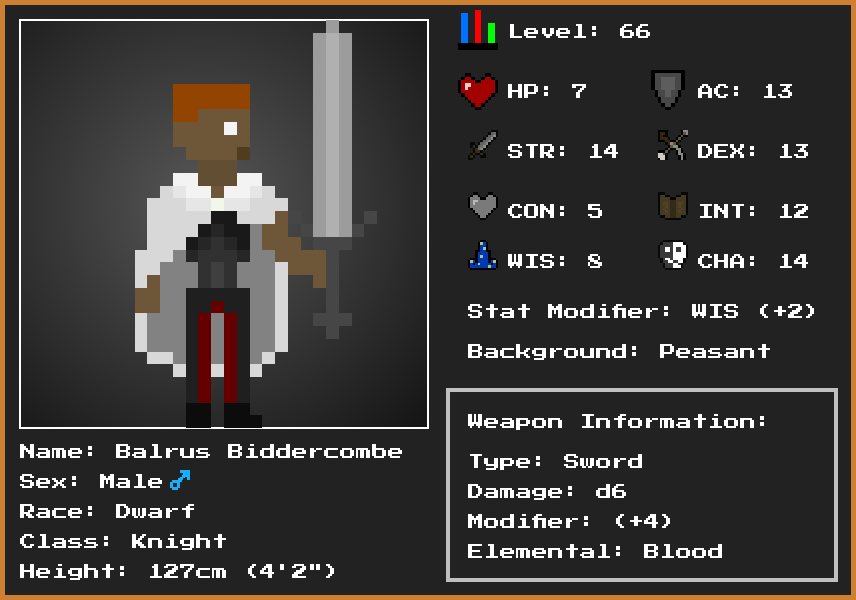 Level: 66
HP: 7
AC: 13
STR: 14
DEX: 13
CON: 5
INT: 12
WIS: 8
CHA: 14
Stat Modifier: WIS (+2)
Background: Peasant
Weapon Information:
Type: Sword
Damage: d6
Modifier: (+4)
Elemental: Blood
Name: Balrus Biddercombe
Sex: Male♂
Race: Dwarf
Class: Knight
Height: 127cm (4'2")